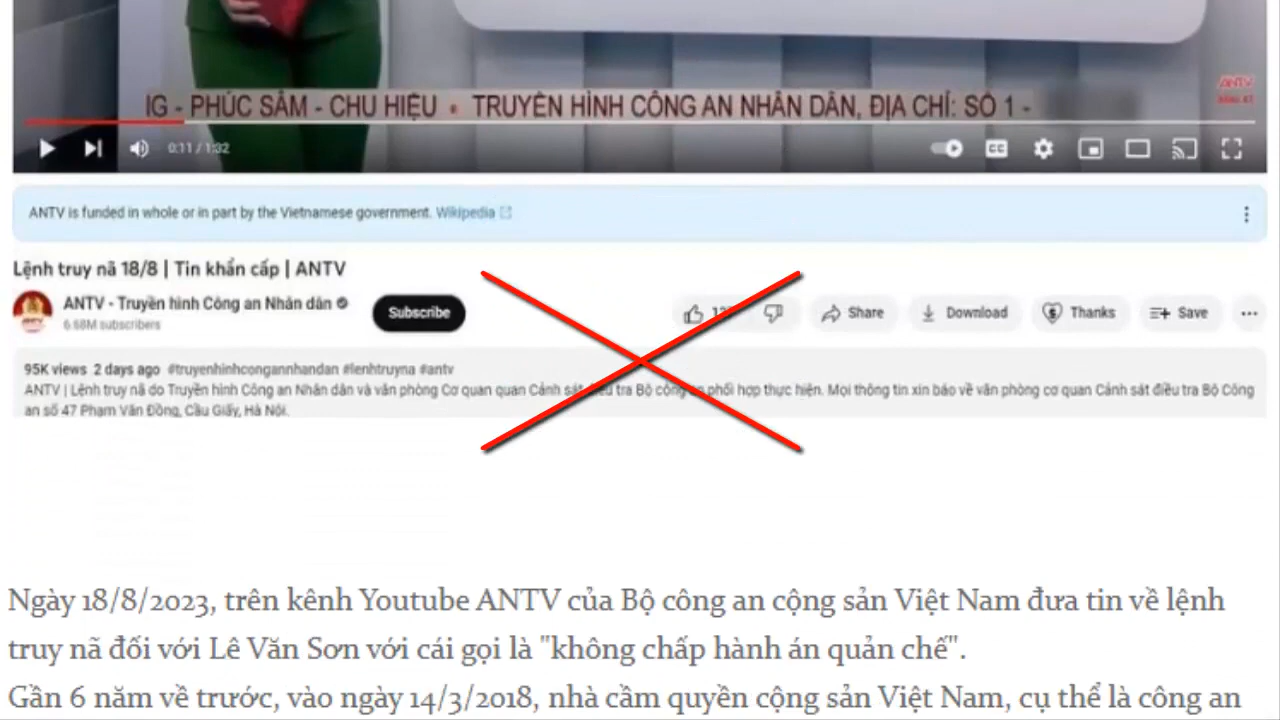 IG - PHÚC SÂM - CHU HIỆU • TRUYỀN HÌNH CÔNG AN NHÂN DÂN, ĐỊA CHỈ: SỐ 1 -
ANTV
0:11 / 1:32
CC
ANTV is funded in whole or in part by the Vietnamese government. Wikipedia
Lệnh truy nã 18/8 | Tin khẩn cấp | ANTV
ANTV - Truyền hình Công an Nhân dân
6.68M subscribers
Subscribe
Share
Download
Thanks
Save
95K views 2 days ago #truyenhinhcongannhandan #lenhtruyna #antv
ANTV | Lệnh truy nã do Truyền hình Công an Nhân dân và văn phòng Cơ quan quan Cảnh sát điều tra Bộ công an phối hợp thực hiện. Mọi thông tin xin báo về văn phòng cơ quan Cảnh sát điều tra Bộ Công
an số 47 Phạm Văn Đồng, Cầu Giấy, Hà Nội.
Ngày 18/8/2023, trên kênh Youtube ANTV của Bộ công an cộng sản Việt Nam đưa tin về lệnh
truy nã đối với Lê Văn Sơn với cái gọi là "không chấp hành án quản chế".
Gần 6 năm về trước, vào ngày 14/3/2018, nhà cầm quyền cộng sản Việt Nam, cụ thể là công an